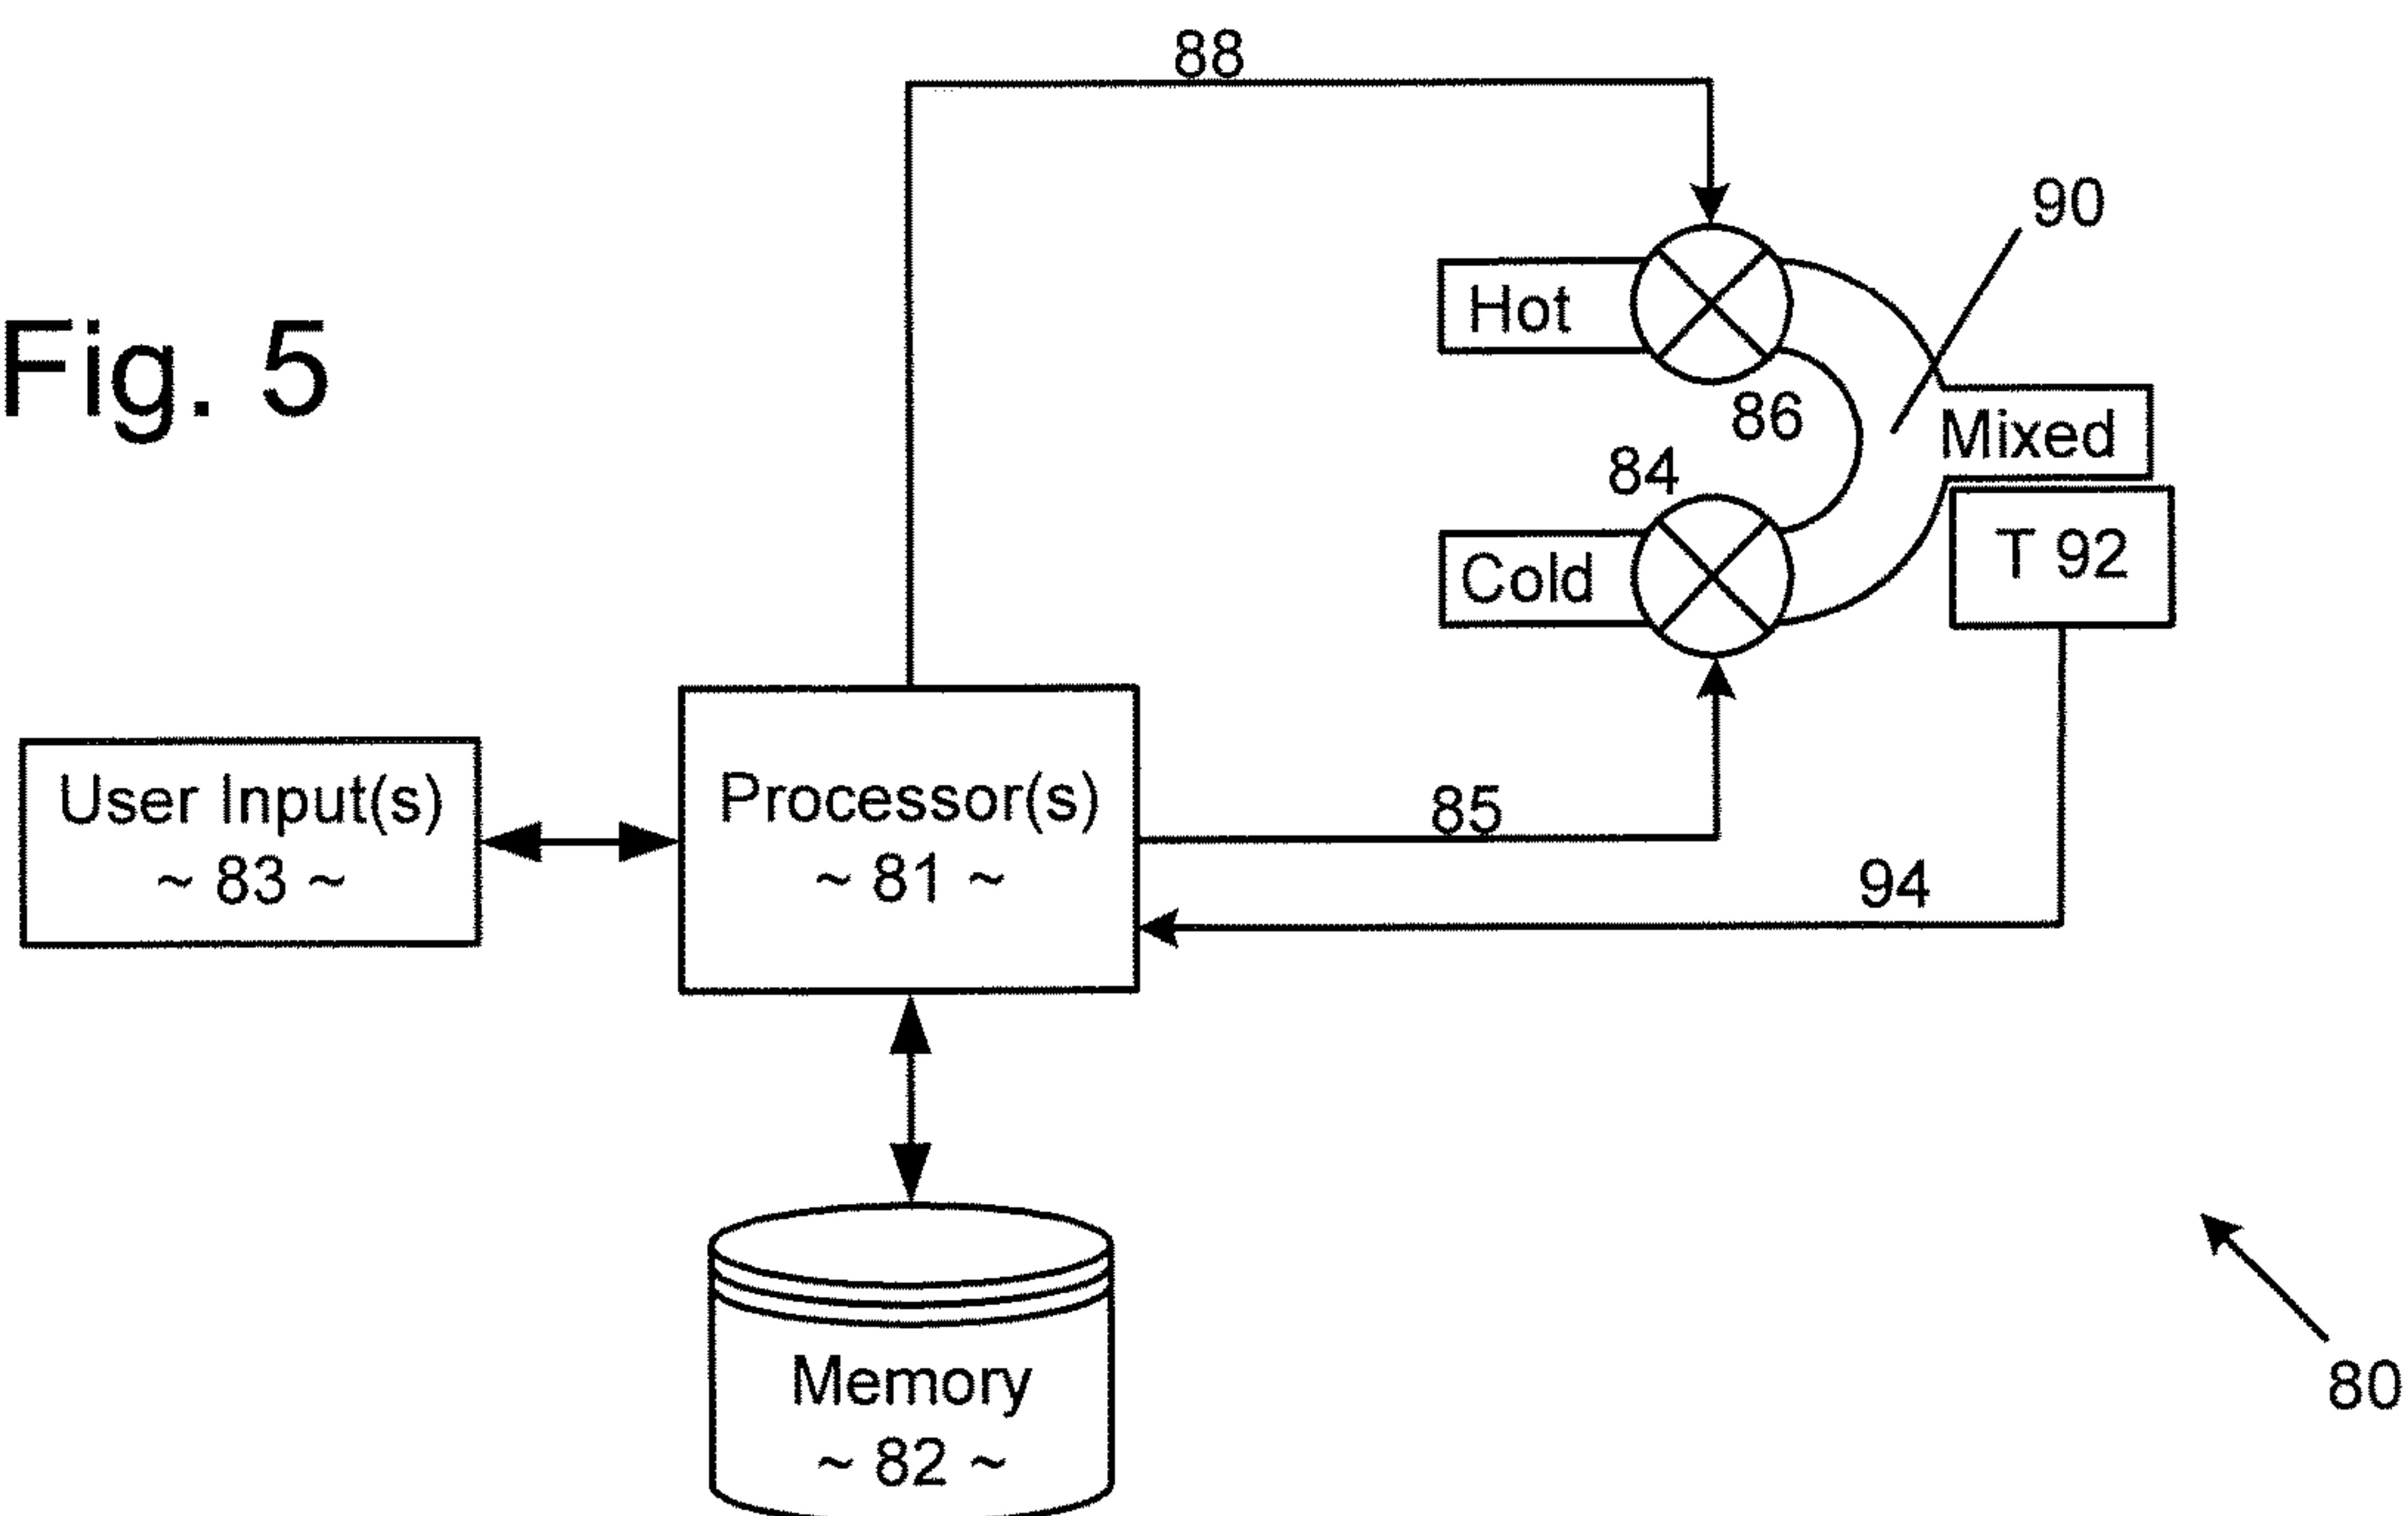 88
90
Hot
Fig. 5
86
Mixed
84
T 92
Cold
User Input(s)
~ 83 ~
Processor(s)
~ 81 ~
85
94
Memory
~ 82 ~
80